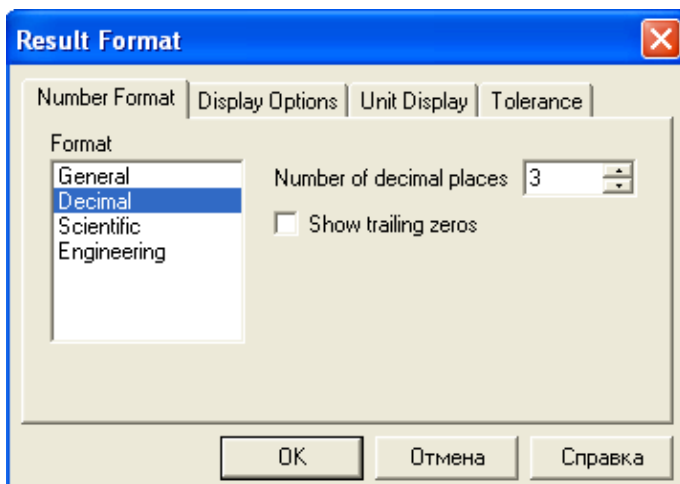 Result Format
Number Format Display Options Unit Display Tolerance
Format
General
Decimal
Scientific
Engineering
Number of decimal places 3
Show trailing zeros
OK Отмена Справка